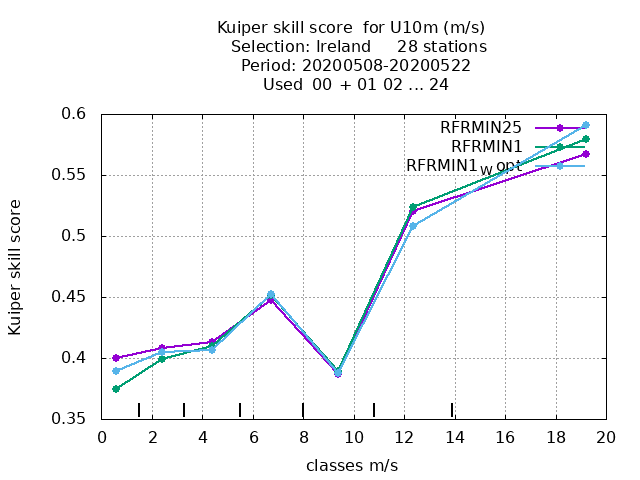 Kuiper skill score  for U10m (m/s)
Selection: Ireland     28 stations
Period: 20200508-20200522
Used  00 + 01 02 ... 24
0.6
0.55
0.5
0.45
0.4
0.35
Kuiper skill score
RFRMIN25
RFRMIN1
RFRMIN1wopt
0 2 4 6 8 10 12 14 16 18 20
classes m/s